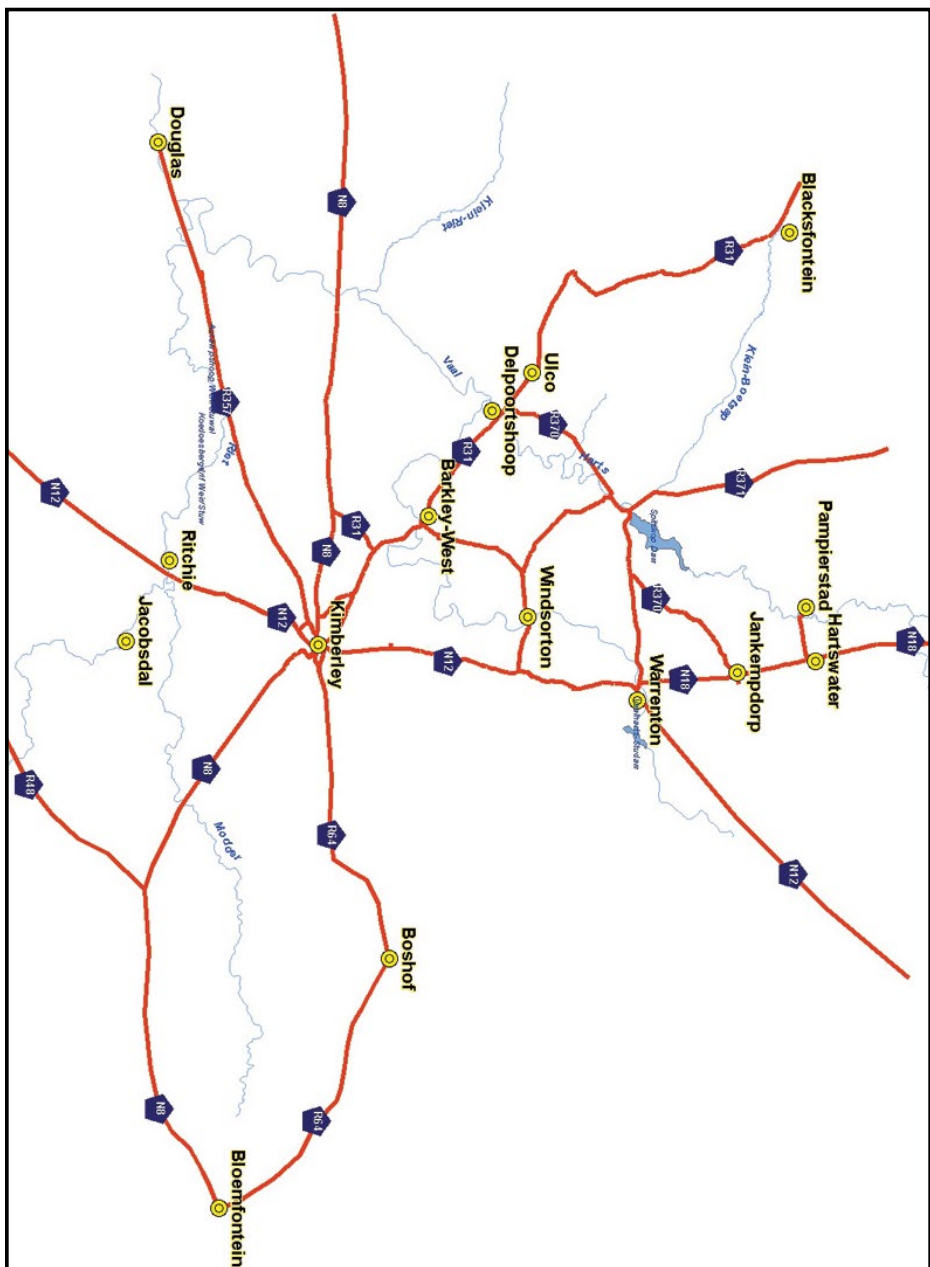 N18
Pampierstad
Hartswater
Blacksfontein
N12
Jankempdorp
Klein-Boetsap
R371
R31
N18
R370
Warrenton
Harts
R370
Ulco
Windsorton
Delpoortshoop
Klein-Riet
R31
Vaal
Barkley-West
N12
Boshof
R31
N8
Kimberley
R64
N8
R64
N12
Bloemfontein
Riet
Modder
R357
N8
Ritchie
Douglas
N8
Jacobsdal
N12
R48